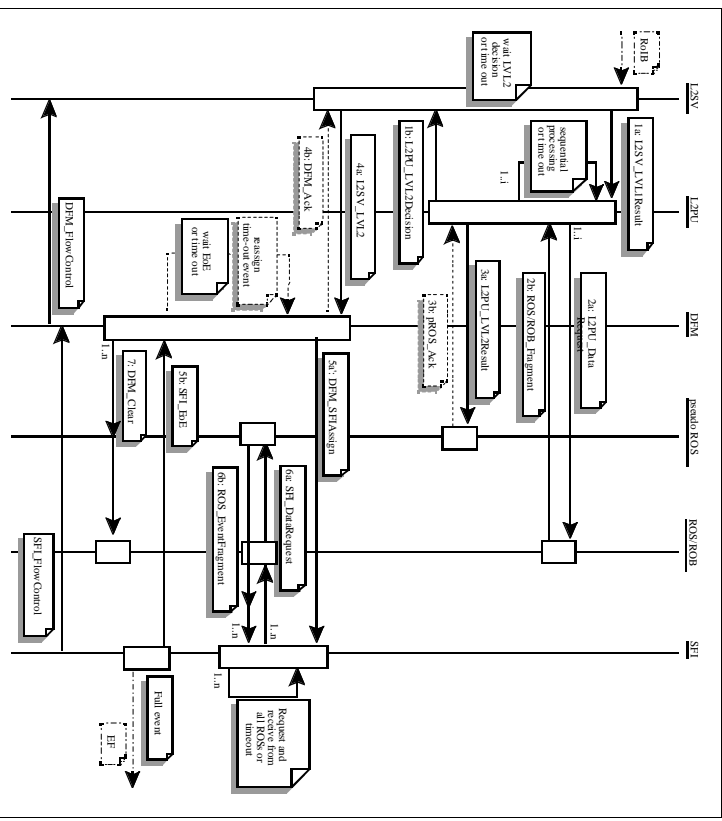 L2SV
L2PU
DFM
pseudo ROS
ROS/ROB
SFI
RoIB
1a: L2SV_LVL1Result
wait LVL2
decision
or time out
sequential
processing
or time out
1..i
1..i
2a: L2PU_Data
Request
2b: ROS/ROB_Fragment
1b: L2PU_LVL2Decision
3a: L2PU_LVL2Result
3b: pROS_Ack
4a: L2SV_LVL2
4b: DFM_Ack
5a': DFM_SFIAssign
reassign
time-out event
wait EoE
or time out
6a: SFI_DataRequest
1..n
6b: ROS_EventFragment
1..n
Request and
receive from
all ROSs or
timeout
1..n
5b: SFI_EoE
Full event
EF
7: DFM_Clear
1..n
DFM_FlowControl
SFI_FlowControl